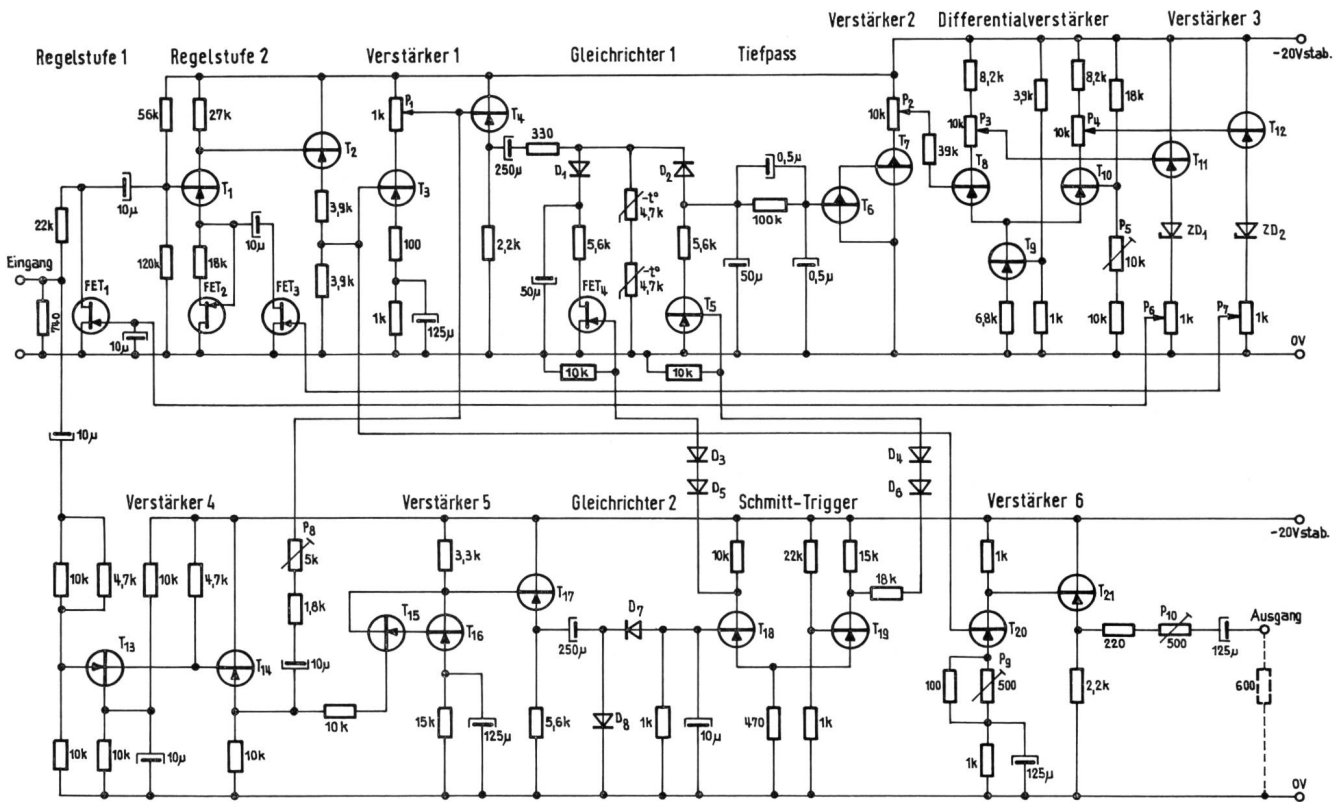 Regelstufe 1 Regelstufe 2 Verstärker 1 Gleichrichter 1 Tiefpass Verstärker 2 Differentialverstärker Verstärker 3
-20V stab.
56k 27k P1 1k T4 330 250µ D1 D2 0,5µ 100k P2 10k 39k T7 T6
8,2k 3,9k 8,2k 18k
10k P3 10k P4 T12
T8 T10 T11
T1 T2 T3
10µ 22k 10µ 3,9k 100 2,2k 5,6k -t° 4,7k 5,6k
Eingang 120k 18k 3,9k 1k 125µ 50µ -t° 4,7k 50µ 0,5µ
T9 P5 10k ZD1 ZD2
740 FET1 FET2 FET3 FET4 T5
10µ 6,8k 1k 10k P6 1k P7 1k
0V
10k 10k
10µ
D3 D4
D5 D6
Verstärker 4 Verstärker 5 Gleichrichter 2 Schmitt-Trigger Verstärker 6
-20V stab.
P8 5k
10k 4,7k 10k 4,7k 1,8k 3,3k 10k 22k 15k 18k 1k
T13 T14 10µ T15 T16 T17 D7 T18 T19 T20 T21
250µ P10 Ausgang
220 500 125µ
10k 10k 10µ 10k 10k 15k 125µ 5,6k D8 1k 10µ 470 1k 100 P9 500 2,2k 600
1k 125µ
0V